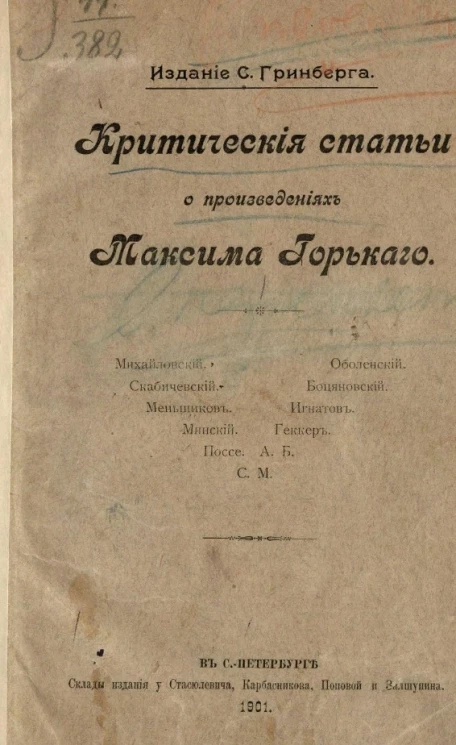 382
Изданіе С. Гринберга.
Критическія статьи
о произведеніяхъ
Максима Горькаго.
Михайловскій. Оболенскій.
Скабичевскій. Боцяновскій.
Меньшиковъ. Игнатовъ.
Минскій. Геккеръ.
Поссе. А. Б.
С. М.
ВЪ С.-ПЕТЕРБУРГѢ
Склады изданія у Стасюлевича, Карбасникова, Поповой и Залшупина.
1901.